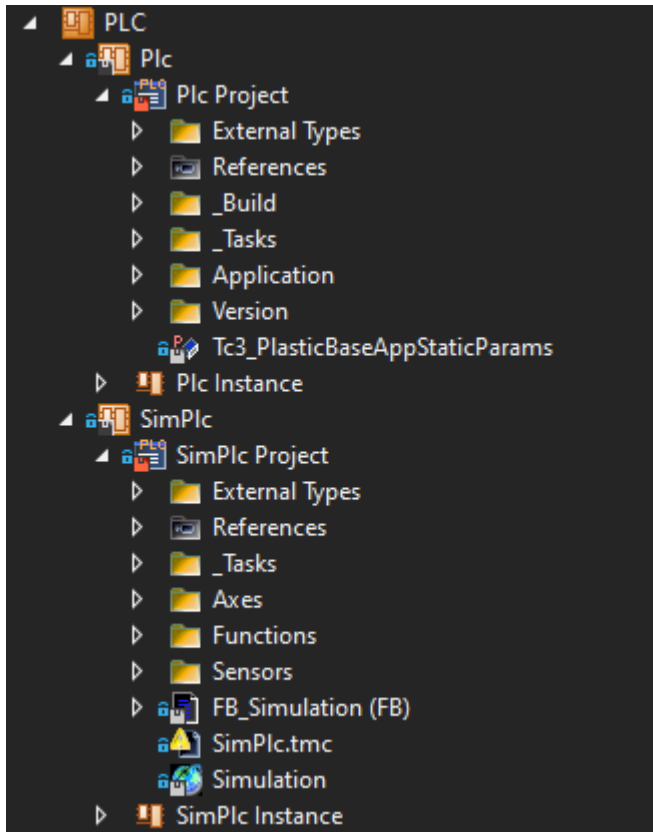 PLC
Plc
Plc Project
External Types
References
_Build
_Tasks
Application
Version
Tc3_PlasticBaseAppStaticParams
Plc Instance
SimPlc
SimPlc Project
External Types
References
_Tasks
Axes
Functions
Sensors
FB_Simulation (FB)
SimPlc.tmc
Simulation
SimPlc Instance